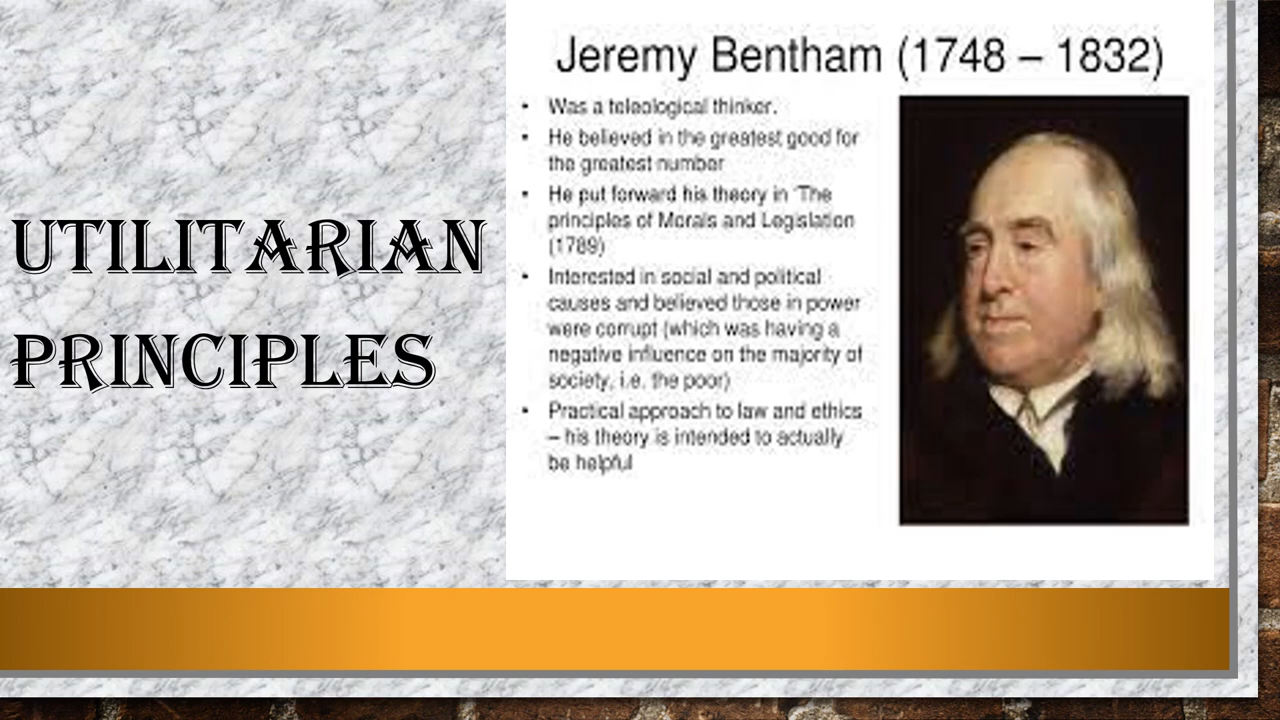 UTILITARIAN
PRINCIPLES
Jeremy Bentham (1748 – 1832)
• Was a teleological thinker.
• He believed in the greatest good for
the greatest number
• He put forward his theory in 'The
principles of Morals and Legislation
(1789)
• Interested in social and political
causes and believed those in power
were corrupt (which was having a
negative influence on the majority of
society, i.e. the poor)
• Practical approach to law and ethics
– his theory is intended to actually
be helpful